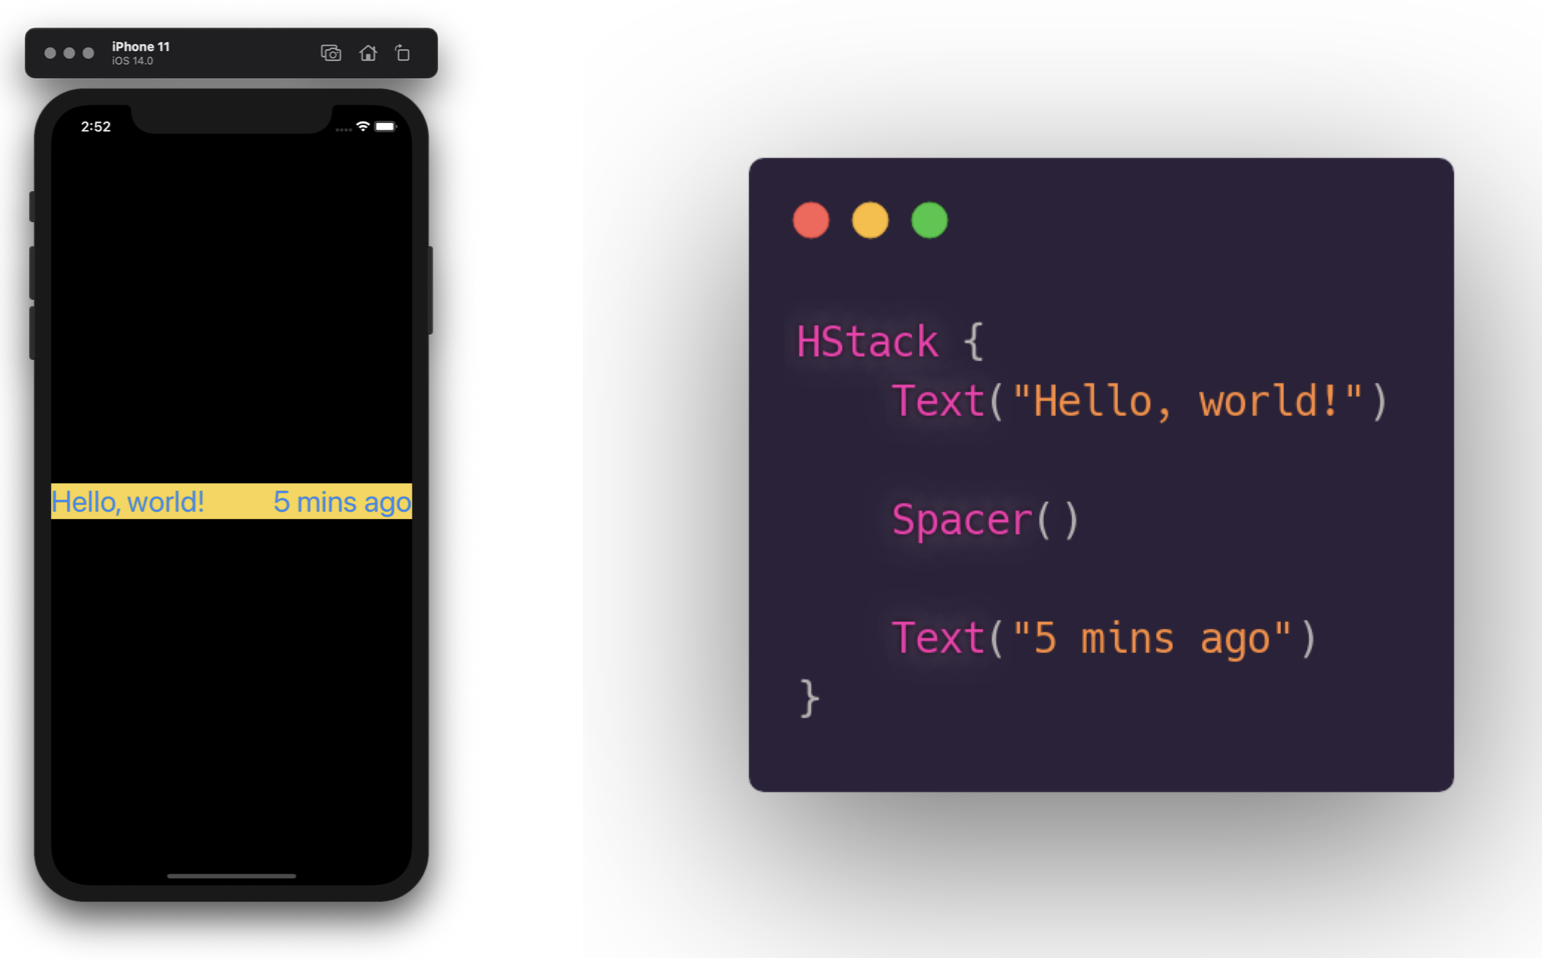 iPhone 11
iOS 14.0
2:52
Hello, world! 5 mins ago
HStack {
Text("Hello, world!")
Spacer()
Text("5 mins ago")
}